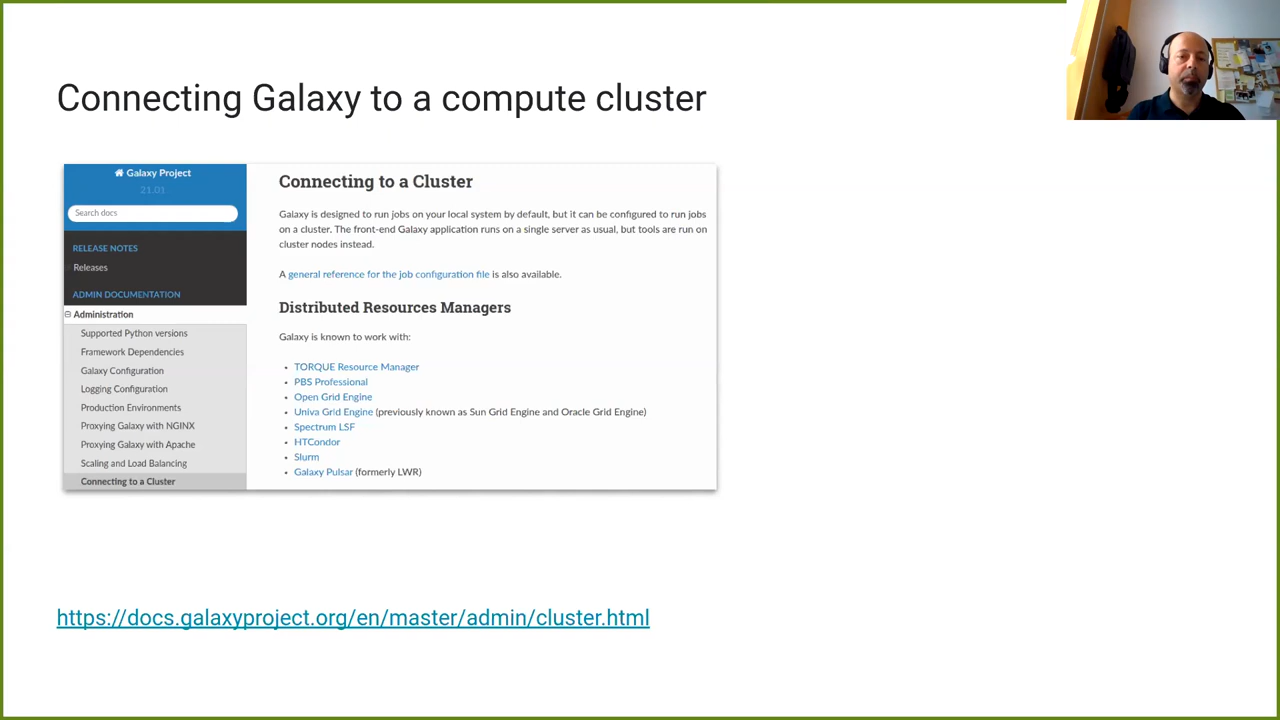 Connecting Galaxy to a compute cluster
Galaxy Project
21.01
Search docs
RELEASE NOTES
Releases
ADMIN DOCUMENTATION
Administration
Supported Python versions
Framework Dependencies
Galaxy Configuration
Logging Configuration
Production Environments
Proxying Galaxy with NGINX
Proxying Galaxy with Apache
Scaling and Load Balancing
Connecting to a Cluster
Connecting to a Cluster
Galaxy is designed to run jobs on your local system by default, but it can be configured to run jobs
on a cluster. The front-end Galaxy application runs on a single server as usual, but tools are run on
cluster nodes instead.
A general reference for the job configuration file is also available.
Distributed Resources Managers
Galaxy is known to work with:
• TORQUE Resource Manager
• PBS Professional
• Open Grid Engine
• Univa Grid Engine (previously known as Sun Grid Engine and Oracle Grid Engine)
• Spectrum LSF
• HTCondor
• Slurm
• Galaxy Pulsar (formerly LWR)
https://docs.galaxyproject.org/en/master/admin/cluster.html